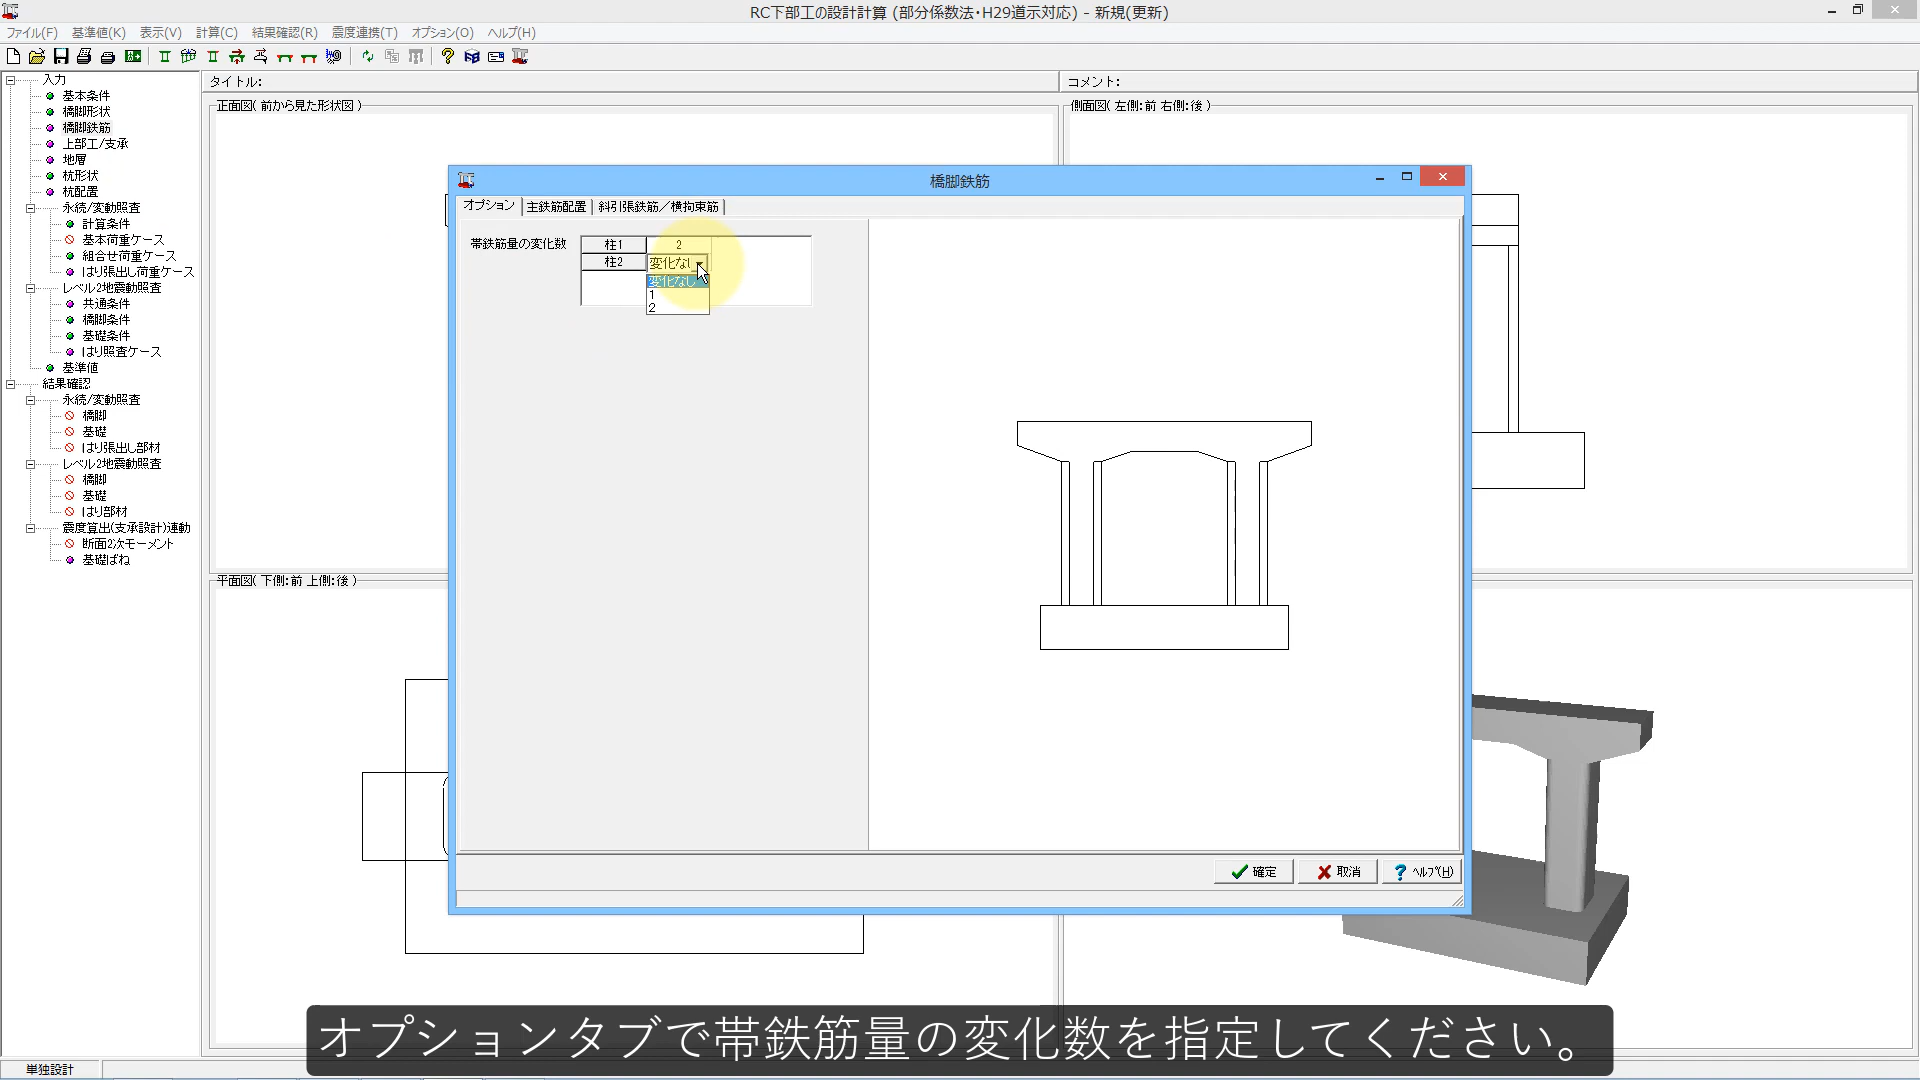 RC下部工の設計計算 (部分係数法・H29道示対応) - 新規(更新)
ファイル(F) 基準値(K) 表示(V) 計算(C) 結果確認(R) 震度連携(T) オプション(O) ヘルプ(H)
入力
基本条件
橋脚形状
橋脚鉄筋
上部工/支承
地層
杭形状
杭配置
永続/変動照査
計算条件
基本荷重ケース
組合せ荷重ケース
はり張出し荷重ケース
レベル2地震動照査
共通条件
橋脚条件
基礎条件
はり照査ケース
基準値
結果確認
永続/変動照査
橋脚
基礎
はり張出し部材
レベル2地震動照査
橋脚
基礎
はり部材
震度算出(支承設計)連動
断面2次モーメント
基礎ばね
タイトル:
コメント:
正面図( 前から見た形状図 )
側面図( 左側:前 右側:後 )
平面図( 下側:前 上側:後 )
橋脚鉄筋
オプション 主鉄筋配置 斜引張鉄筋/横拘束筋
帯鉄筋量の変化数
柱1 2
柱2 変化なし
変化なし
1
2
確定 取消 ヘルプ(H)
オプションタブで帯鉄筋量の変化数を指定してください。
単独設計